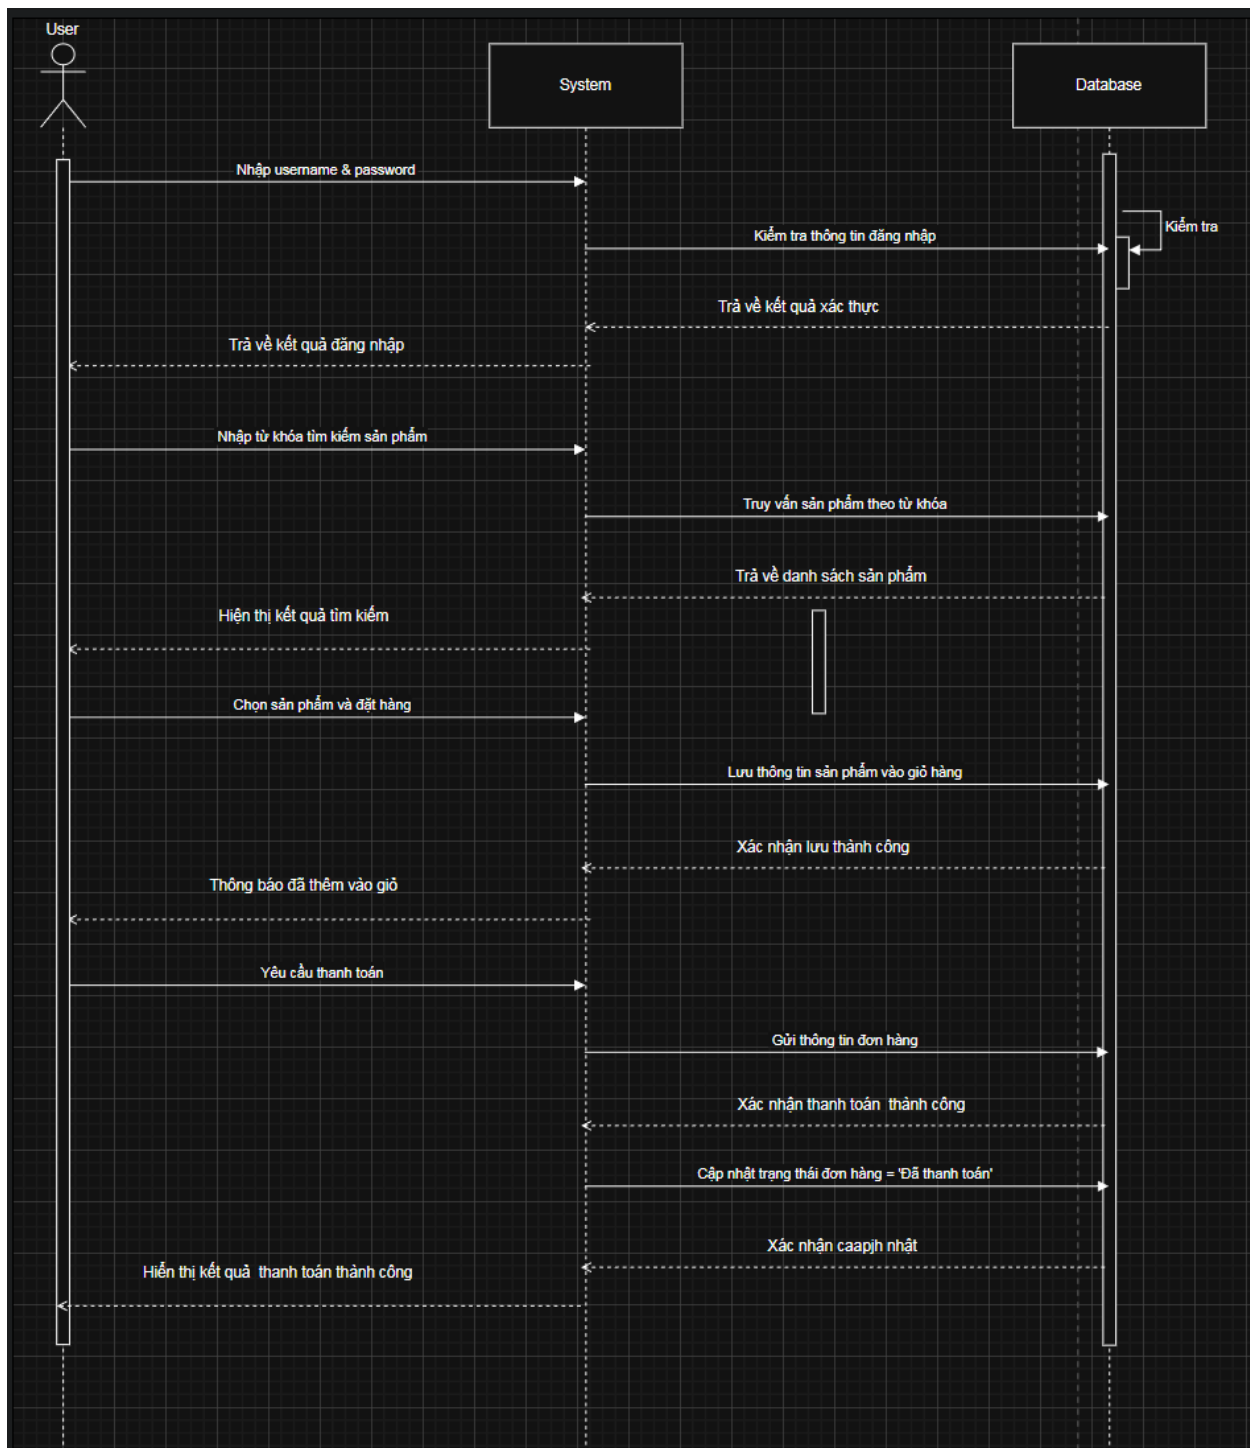 User
System
Database
Nhập username & password
Kiểm tra
Kiểm tra thông tin đăng nhập
Trả về kết quả xác thực
Trả về kết quả đăng nhập
Nhập từ khóa tìm kiếm sản phẩm
Truy vấn sản phẩm theo từ khóa
Trả về danh sách sản phẩm
Hiện thị kết quả tìm kiếm
Chọn sản phẩm và đặt hàng
Lưu thông tin sản phẩm vào giỏ hàng
Xác nhận lưu thành công
Thông báo đã thêm vào giỏ
Yêu cầu thanh toán
Gửi thông tin đơn hàng
Xác nhận thanh toán  thành công
Cập nhật trạng thái đơn hàng = 'Đã thanh toán'
Xác nhận caapjh nhật
Hiển thị kết quả  thanh toán thành công